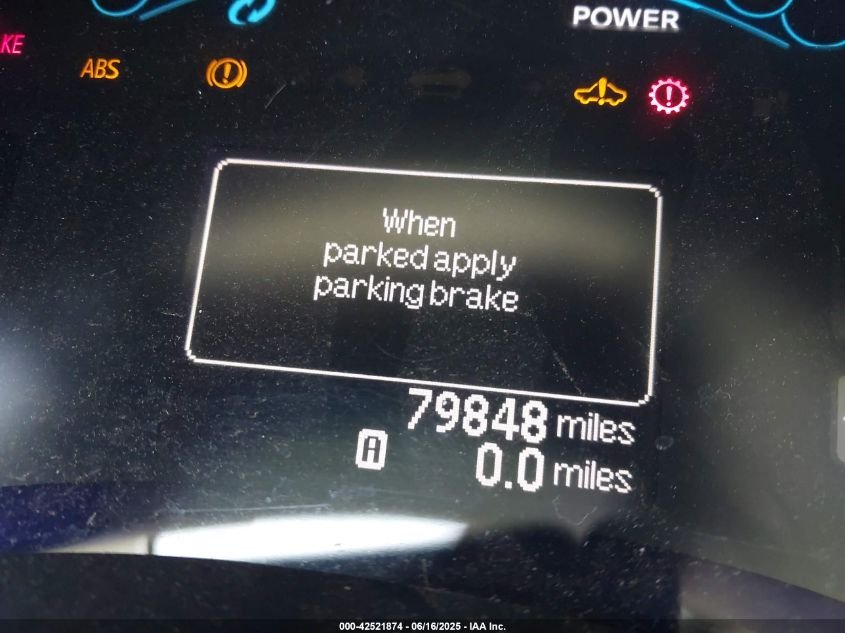 POWER
KE
ABS
When
parked apply
parking brake
79848 miles
A 0.0 miles
000-42521874 - 06/16/2025 - IAA Inc.